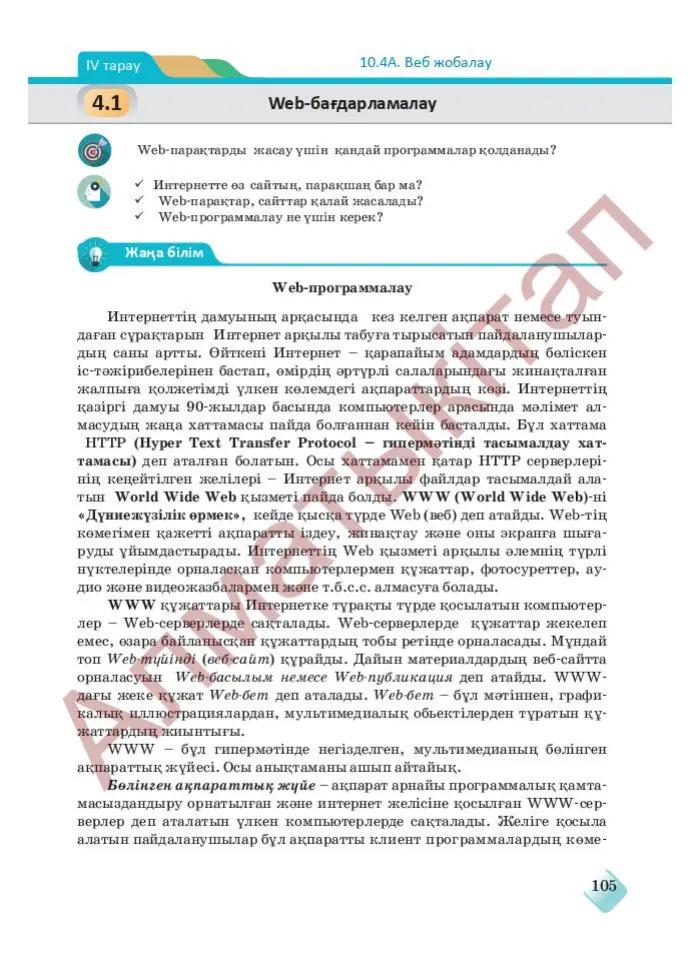 IV тарау
10.4А. Веб жобалау
4.1
Web-бағдарламалау
Web-парақтарды жасау үшін қандай программалар қолданады?
✓ Интернетте өз сайтың, парақшаң бар ма?
✓ Web-парақтар, сайттар қалай жасалады?
✓ Web-программалау не үшін керек?
Жаңа білім
Web-программалау
Интернеттің дамуының арқасында кез келген ақпарат немесе туын-
даған сұрақтарын Интернет арқылы табуға тырысатын пайдаланушылар-
дың саны артты. Өйткені Интернет – қарапайым адамдардың бөліскен
іс-тәжірибелерінен бастап, өмірдің әртүрлі салаларындағы жинақталған
жалпыға қолжетімді үлкен көлемдегі ақпараттардың көзі. Интернеттің
қазіргі дамуы 90-жылдар басында компьютерлер арасында мәлімет ал-
масудың жаңа хаттамасы пайда болғаннан кейін басталды. Бұл хаттама
HTTP (Hyper Text Transfer Protocol – гипермәтінді тасымалдау хат-
тамасы) деп аталған болатын. Осы хаттамамен қатар HTTP серверлері-
нің кеңейтілген желілері – Интернет арқылы файлдар тасымалдай ала-
тын World Wide Web қызметі пайда болды. WWW (World Wide Web)-ні
«Дүниежүзілік өрмек», кейде қысқа түрде Web (веб) деп атайды. Web-тің
көмегімен қажетті ақпаратты іздеу, жинақтау және оны экранға шыға-
руды ұйымдастырады. Интернеттің Web қызметі арқылы әлемнің түрлі
нүктелерінде орналасқан компьютерлермен құжаттар, фотосуреттер, ау-
дио және видеожазбалармен және т.б.с.с. алмасуға болады.
WWW құжаттары Интернетке тұрақты түрде қосылатын компьютер-
лер – Web-серверлерде сақталады. Web-серверлерде құжаттар жекелеп
емес, өзара байланысқан құжаттардың тобы ретінде орналасады. Мұндай
топ Web-түйінді (веб-сайт) құрайды. Дайын материалдардың веб-сайтта
орналасуын Web-басылым немесе Web-публикация деп атайды. WWW-
дағы жеке құжат Web-бет деп аталады. Web-бет – бұл мәтіннен, графи-
калық иллюстрациялардан, мультимедиалық обьектілерден тұратын құ-
жаттардың жиынтығы.
WWW – бұл гипермәтінде негізделген, мультимедианың бөлінген
ақпараттық жүйесі. Осы анықтаманы ашып айтайық.
Бөлінген ақпараттық жүйе – ақпарат арнайы программалық қамта-
масыздандыру орнатылған және интернет желісіне қосылған WWW-сер-
верлер деп аталатын үлкен компьютерлерде сақталады. Желіге қосыла
алатын пайдаланушылар бұл ақпаратты клиент программалардың көме-
105
Алматыкітап